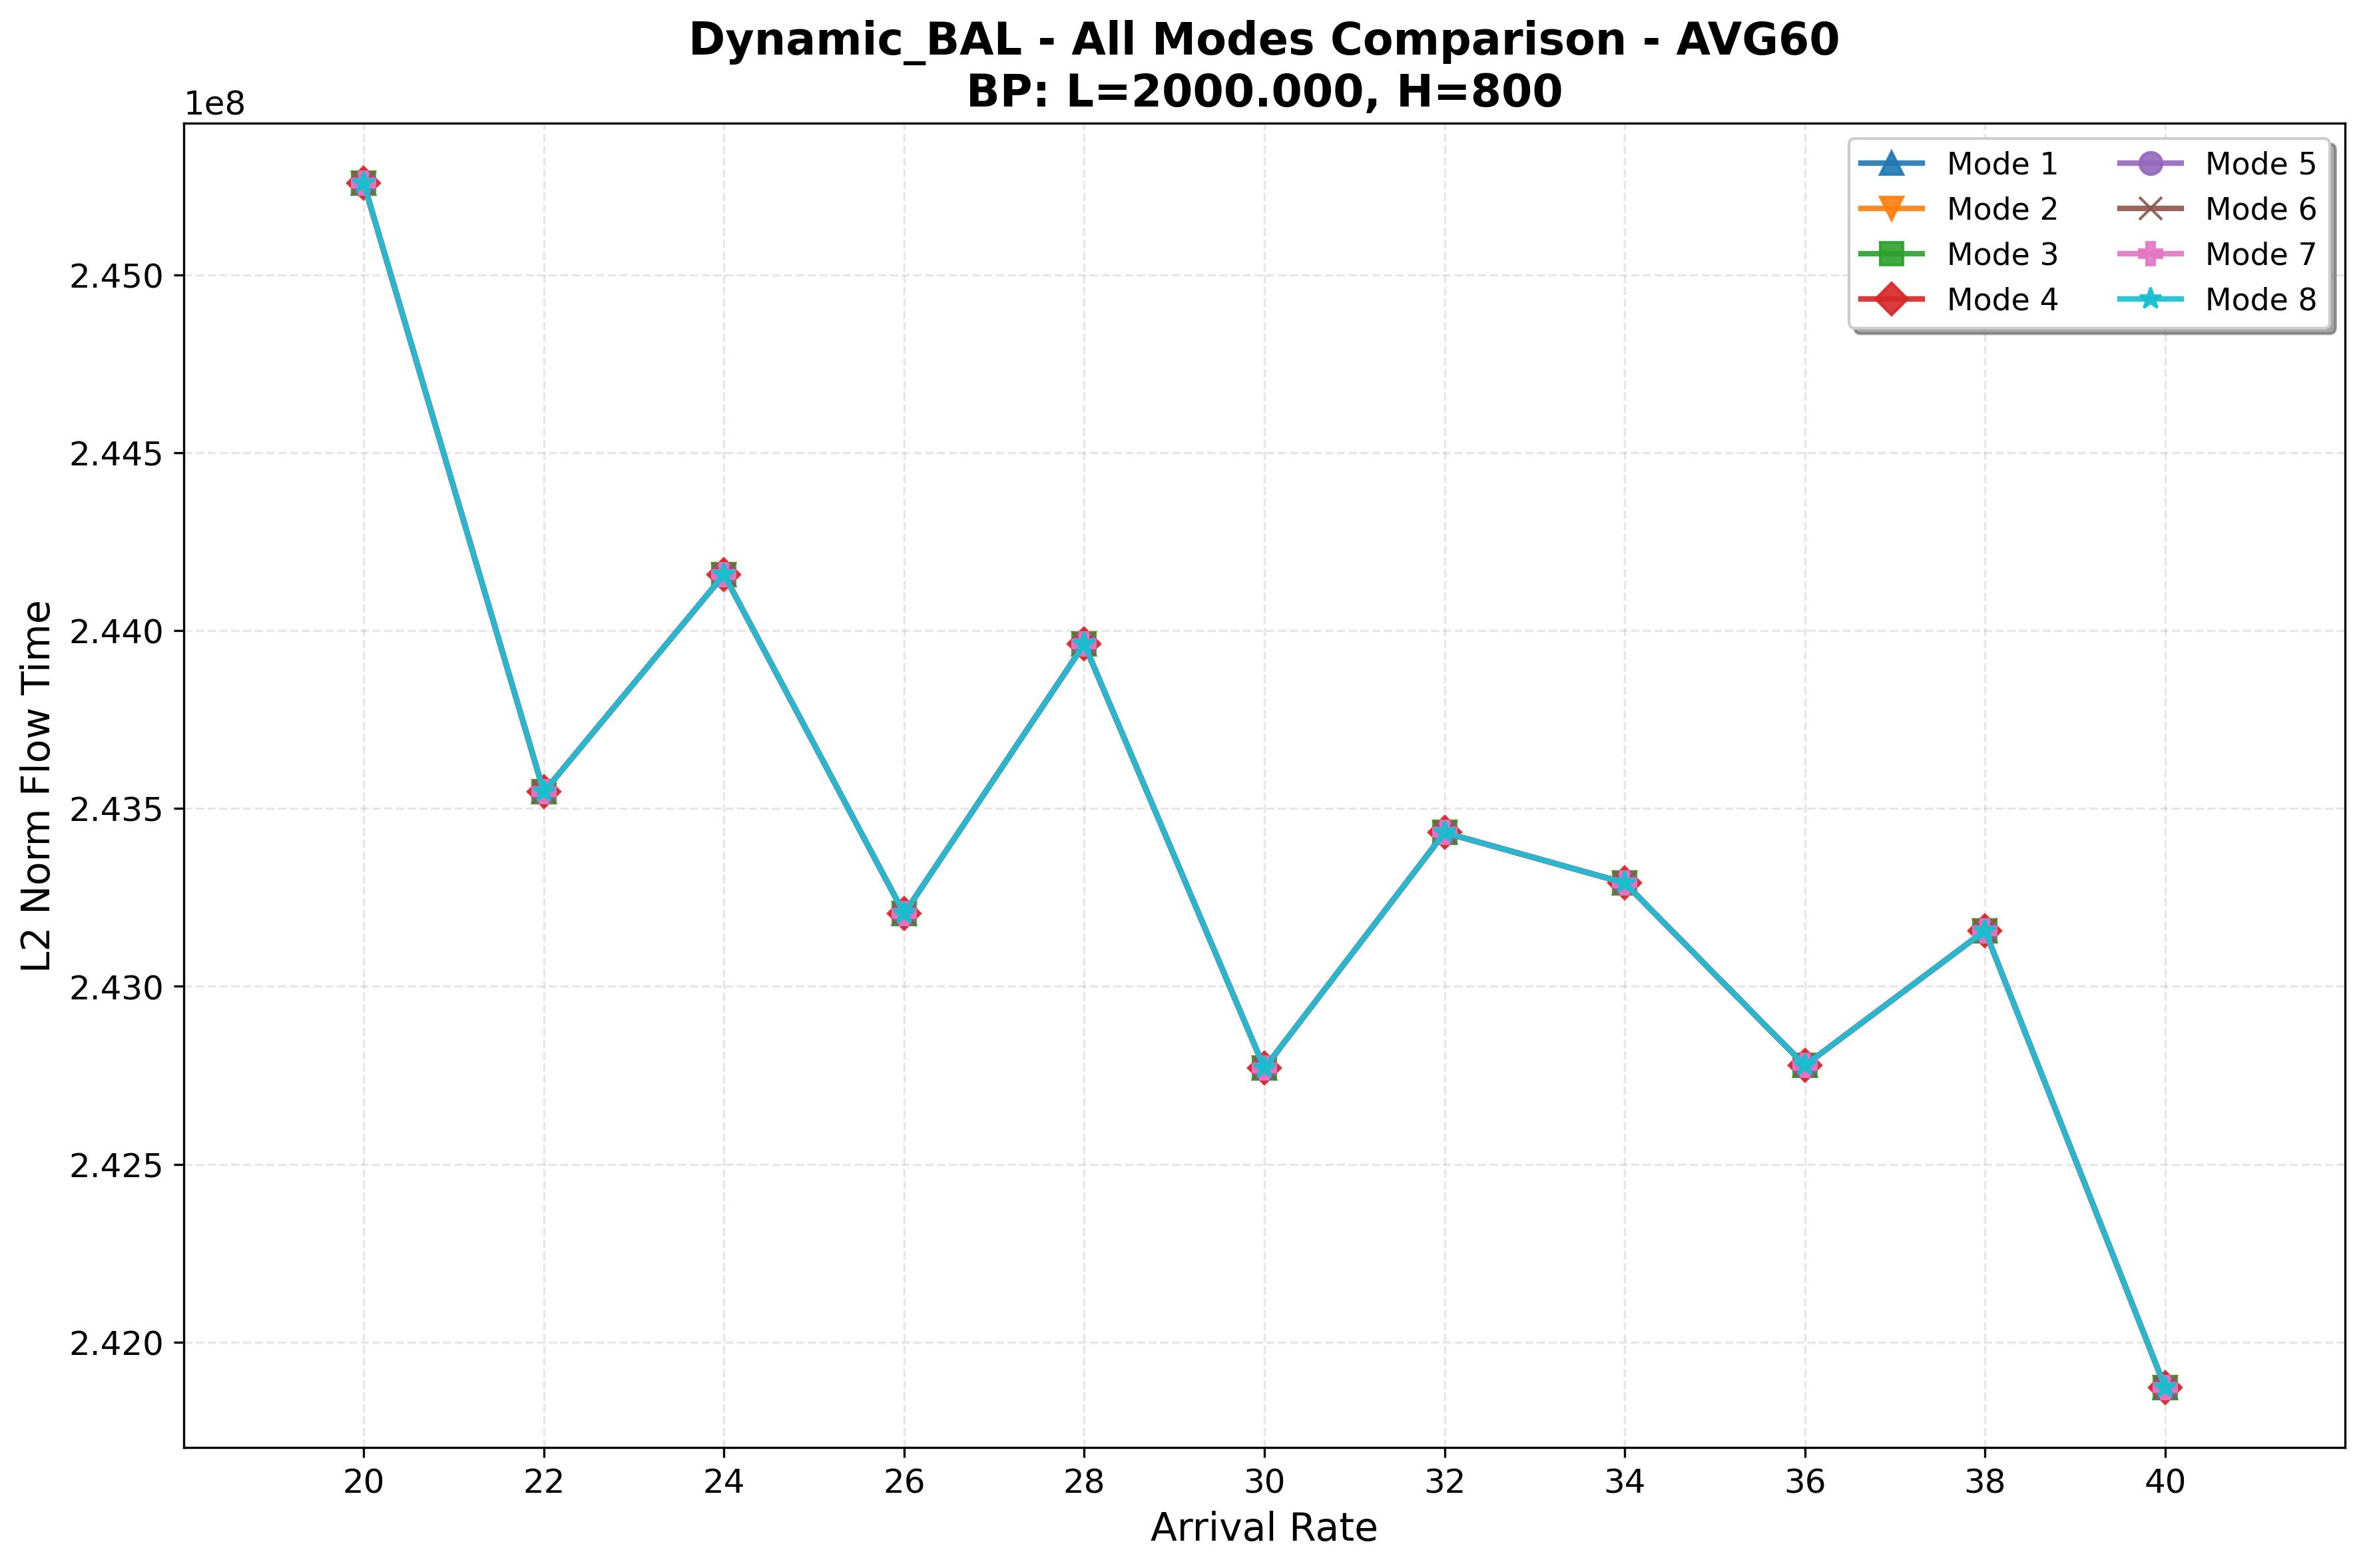 Dynamic_BAL - All Modes Comparison - AVG60
BP: L=2000.000, H=800
1e8
Mode 1
Mode 2
Mode 3
Mode 4
Mode 5
Mode 6
Mode 7
Mode 8
L2 Norm Flow Time
2.450
2.445
2.440
2.435
2.430
2.425
2.420
20 22 24 26 28 30 32 34 36 38 40
Arrival Rate